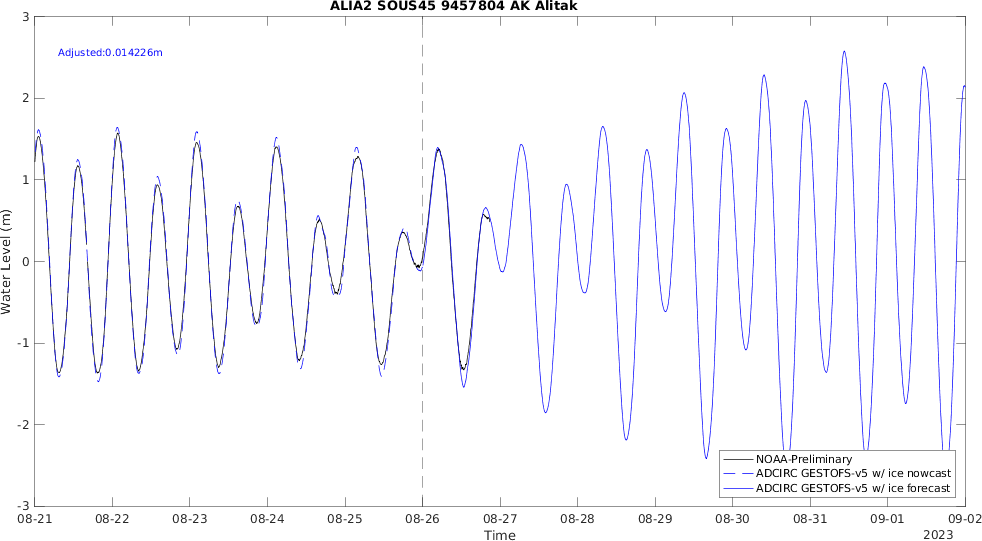 ALIA2 SOUS45 9457804 AK Alitak
Adjusted:0.014226m
3
2
1
0
-1
-2
-3
Water Level (m)
NOAA-Preliminary
ADCIRC GESTOFS-v5 w/ ice nowcast
ADCIRC GESTOFS-v5 w/ ice forecast
08-21 08-22 08-23 08-24 08-25 08-26 08-27 08-28 08-29 08-30 08-31 09-01 09-02
Time
2023